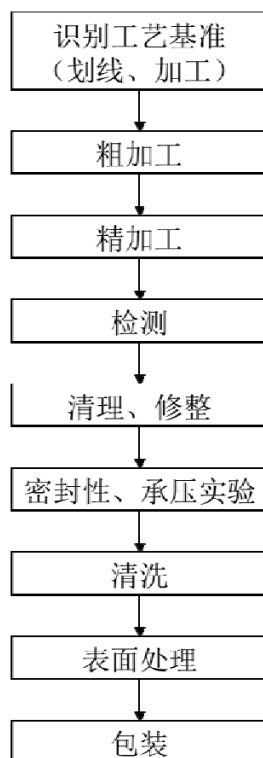 识别工艺基准
（划线、加工）
粗加工
精加工
检测
清理、修整
密封性、承压实验
清洗
表面处理
包装